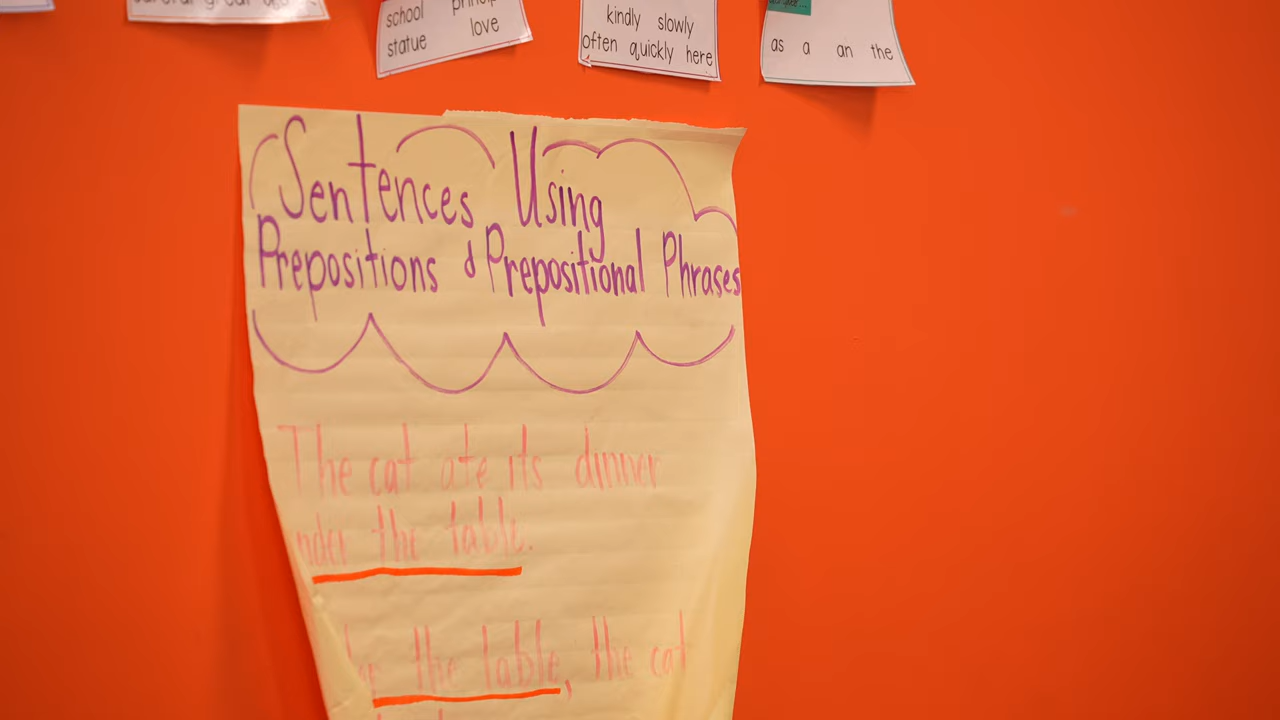 school
statue love
kindly slowly
often quickly here
as a an the
Sentences Using
Prepositions & Prepositional Phrases
The cat ate its dinner
the table.
the table, the cat